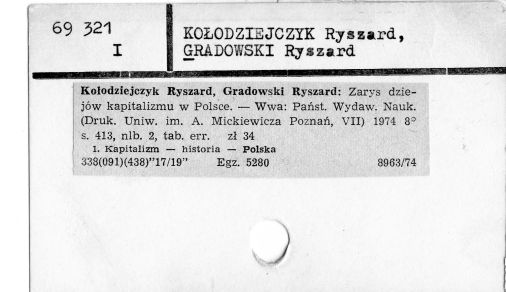 69 321
I
KOŁODZIEJCZYK Ryszard,
GRADOWSKI Ryszard
Kołodziejczyk Ryszard, Gradowski Ryszard: Zarys dzie-
jów kapitalizmu w Polsce. — Wwa: Państ. Wydaw. Nauk.
(Druk. Uniw. im. A. Mickiewicza Poznań, VII) 1974 8°
s. 413, nlb. 2, tab. err. zł 34
1. Kapitalizm — historia — Polska
338(091)(438)"17/19" Egz. 5280 8963/74